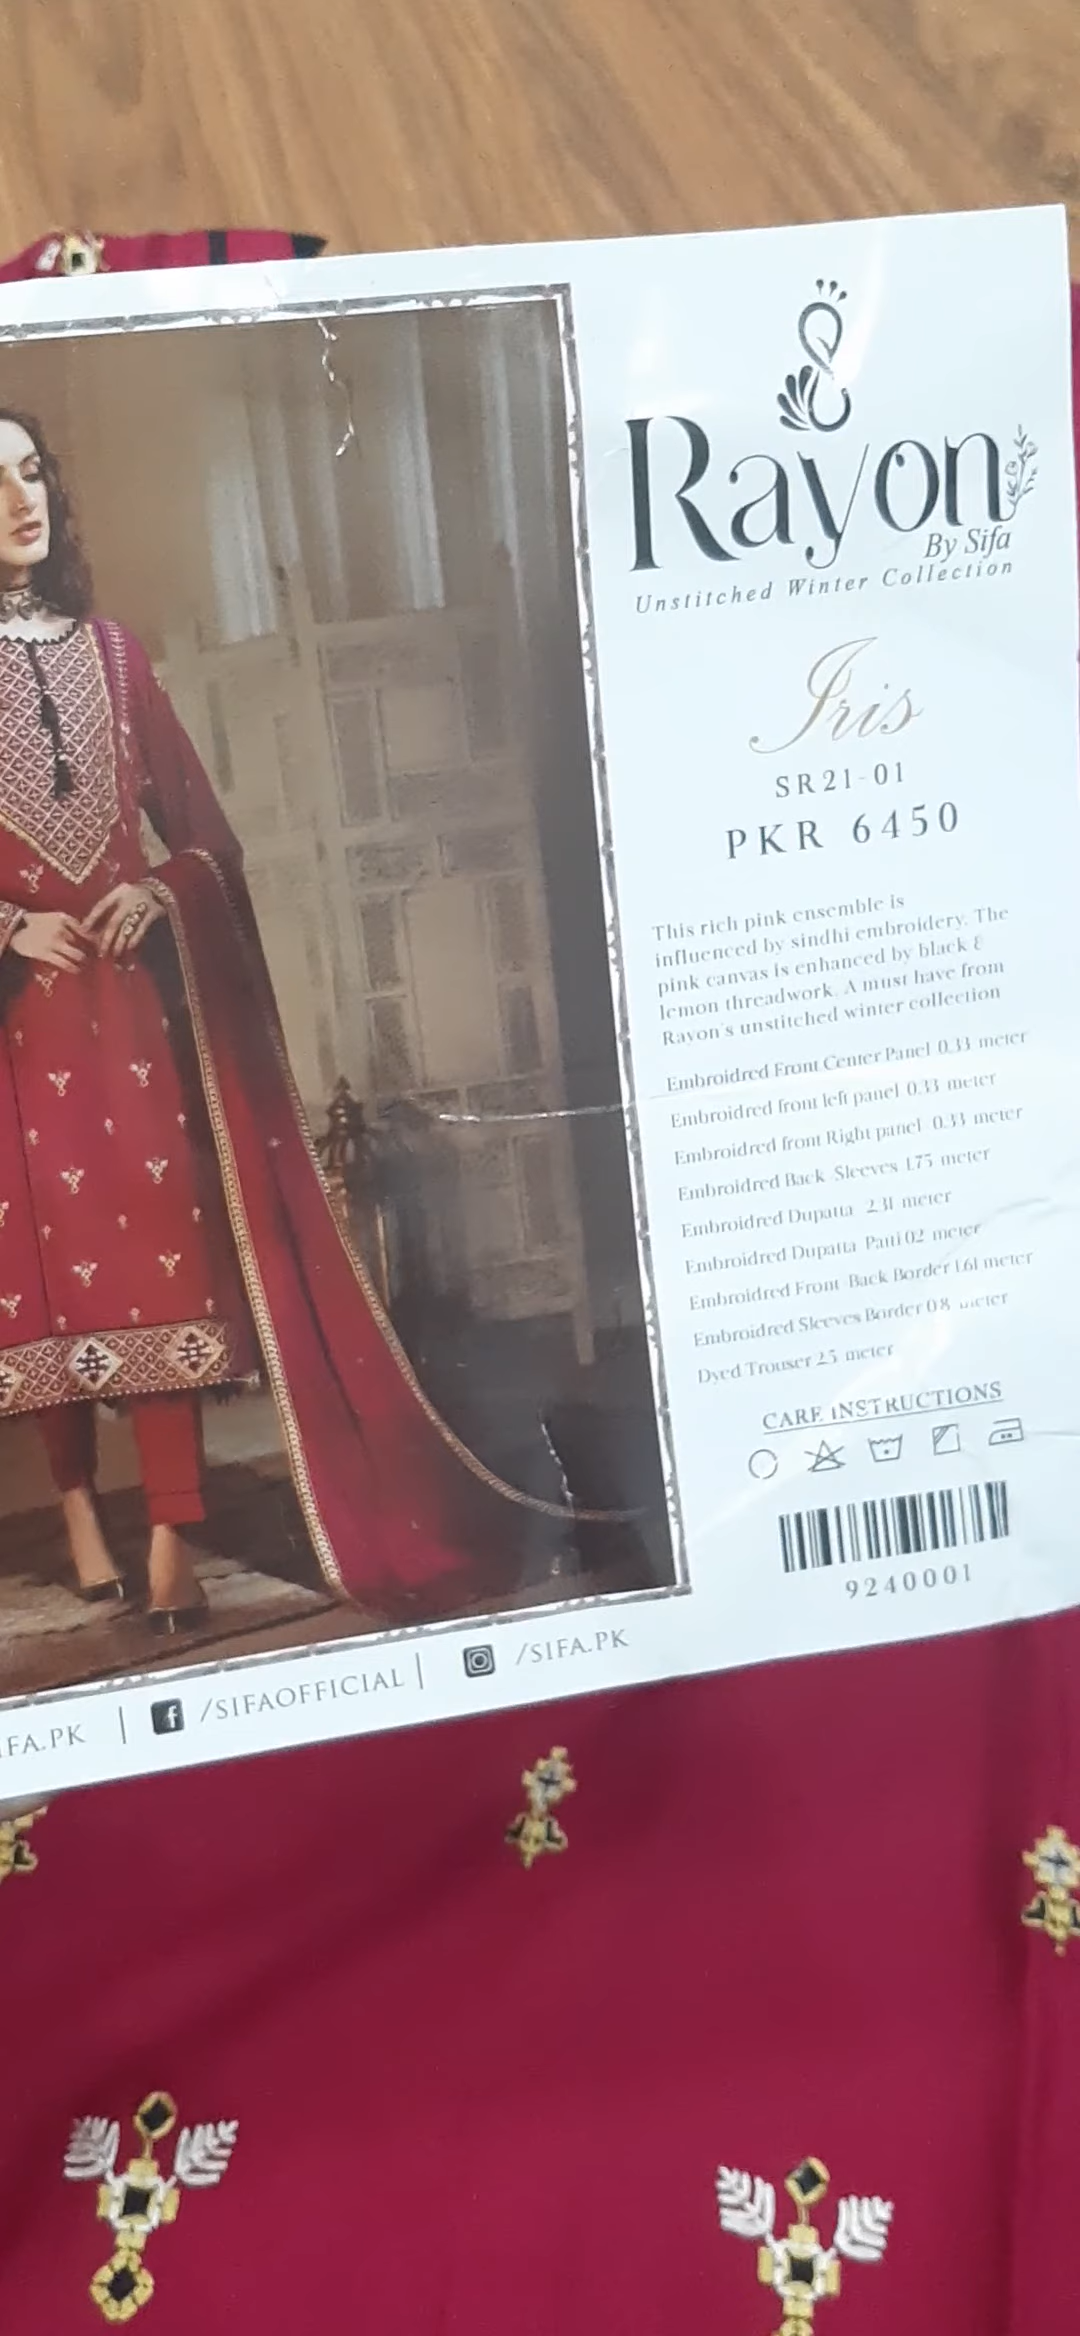 Rayon
By Sifa
Unstitched Winter Collection
Iris
SR21-01
PKR 6450
This rich pink ensemble is
influenced by sindhi embroidery. The
pink canvas is enhanced by black &
lemon threadwork. A must have from
Rayon's unstitched winter collection
Embroidred Front Center Panel 0.33 meter
Embroidred front left panel 0.33 meter
Embroidred front Right panel 0.33 meter
Embroidred Back Sleeves 1.75 meter
Embroidred Dupatta 2.31 meter
Embroidred Dupatta Patti 02 meter
Embroidred Front Back Border 1.61 meter
Embroidred Sleeves Border 0.8 meter
Dyed Trouser 2.5 meter
CARE INSTRUCTIONS
9240001
IFA.PK | /SIFAOFFICIAL | /SIFA.PK